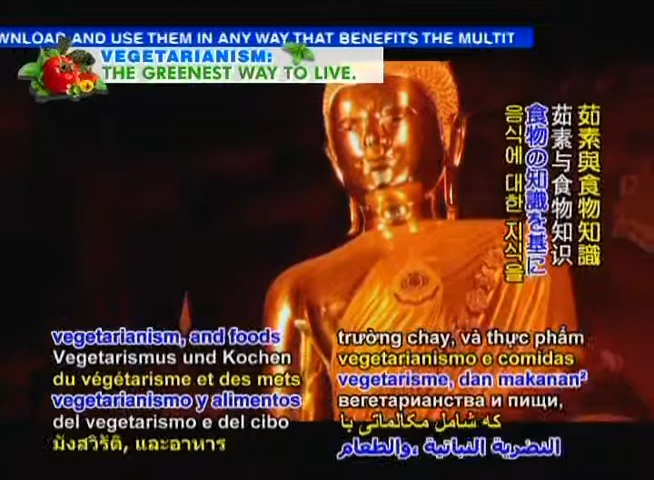 WNLOAD AND USE THEM IN ANY WAY THAT BENEFITS THE MULTIT
VEGETARIANISM:
THE GREENEST WAY TO LIVE.
茹素與食物知識
茹素与食物知识
食物の知識を基に
음식에 대한 지식을
vegetarianism, and foods
Vegetarismus und Kochen
du végétarisme et des mets
vegetarianismo y alimentos
del vegetarismo e del cibo
มังสวิรัติ, และอาหาร
trường chay, và thực phẩm
vegetarianismo e comidas
vegetarisme, dan makanan²
вегетарианства и пищи,
که شامل مکالماتی با
النضرية النباتية ،والطعام